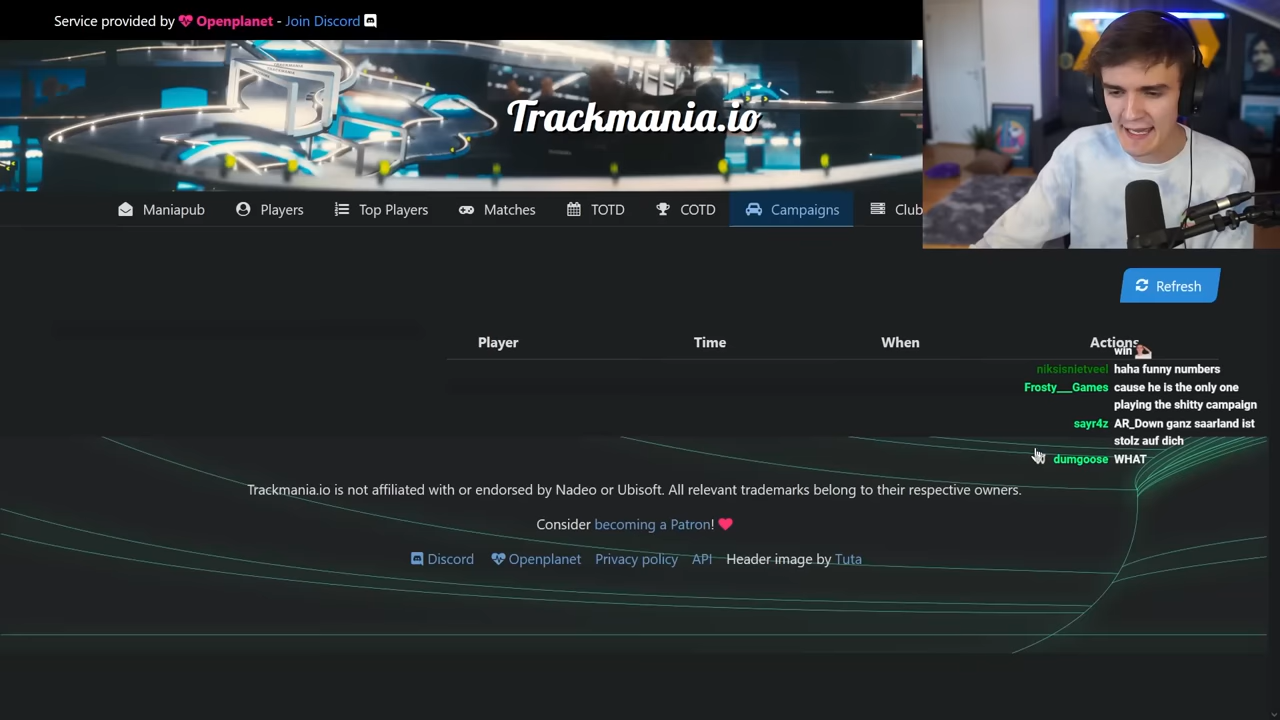 Service provided by Openplanet - Join Discord
TRACKMANIA
Trackmania.io
Maniapub Players Top Players Matches TOTD COTD Campaigns Club
Refresh
Player Time When Actions
win
niksisnietveel haha funny numbers
Frosty___Games cause he is the only one
playing the shitty campaign
sayr4z AR_Down ganz saarland ist
stolz auf dich
dumgoose WHAT
Trackmania.io is not affiliated with or endorsed by Nadeo or Ubisoft. All relevant trademarks belong to their respective owners.
Consider becoming a Patron!
Discord Openplanet Privacy policy API Header image by Tuta